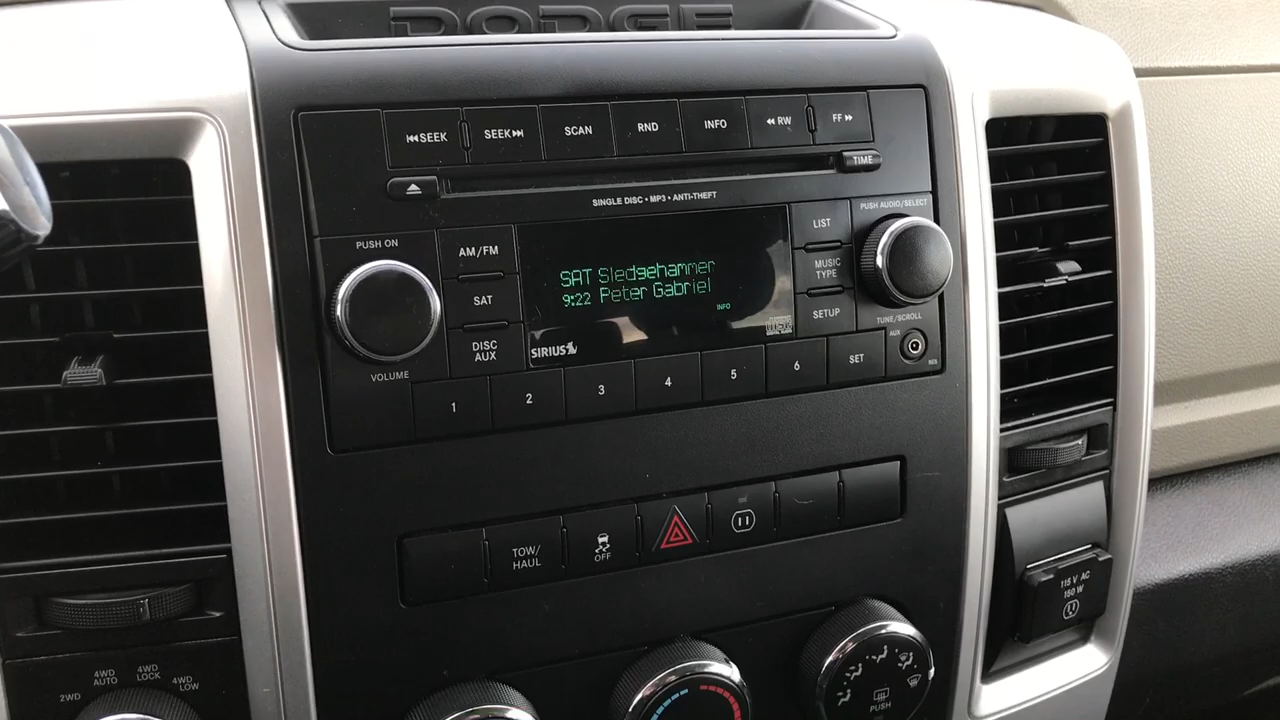 DODGE
SEEK
SEEK
SCAN
RND
INFO
RW
FF
TIME
SINGLE DISC • MP3 • ANTI-THEFT
PUSH ON
VOLUME
AM/FM
SAT
DISC
AUX
SAT Sledgehammer
9:22 Peter Gabriel
INFO
SIRIUS
DISC
LIST
MUSIC
TYPE
SETUP
PUSH AUDIO/SELECT
TUNE/SCROLL
AUX
1
2
3
4
5
6
SET
TOW/
HAUL
OFF
115 V AC
150 W
2WD
4WD
AUTO
4WD
LOCK
4WD
LOW
PUSH